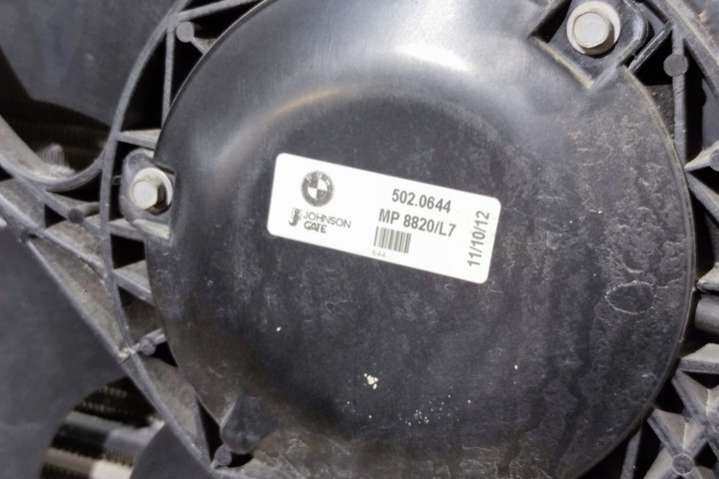 502.0644
MP 8820/L7
11/10/12
JOHNSON
GATE